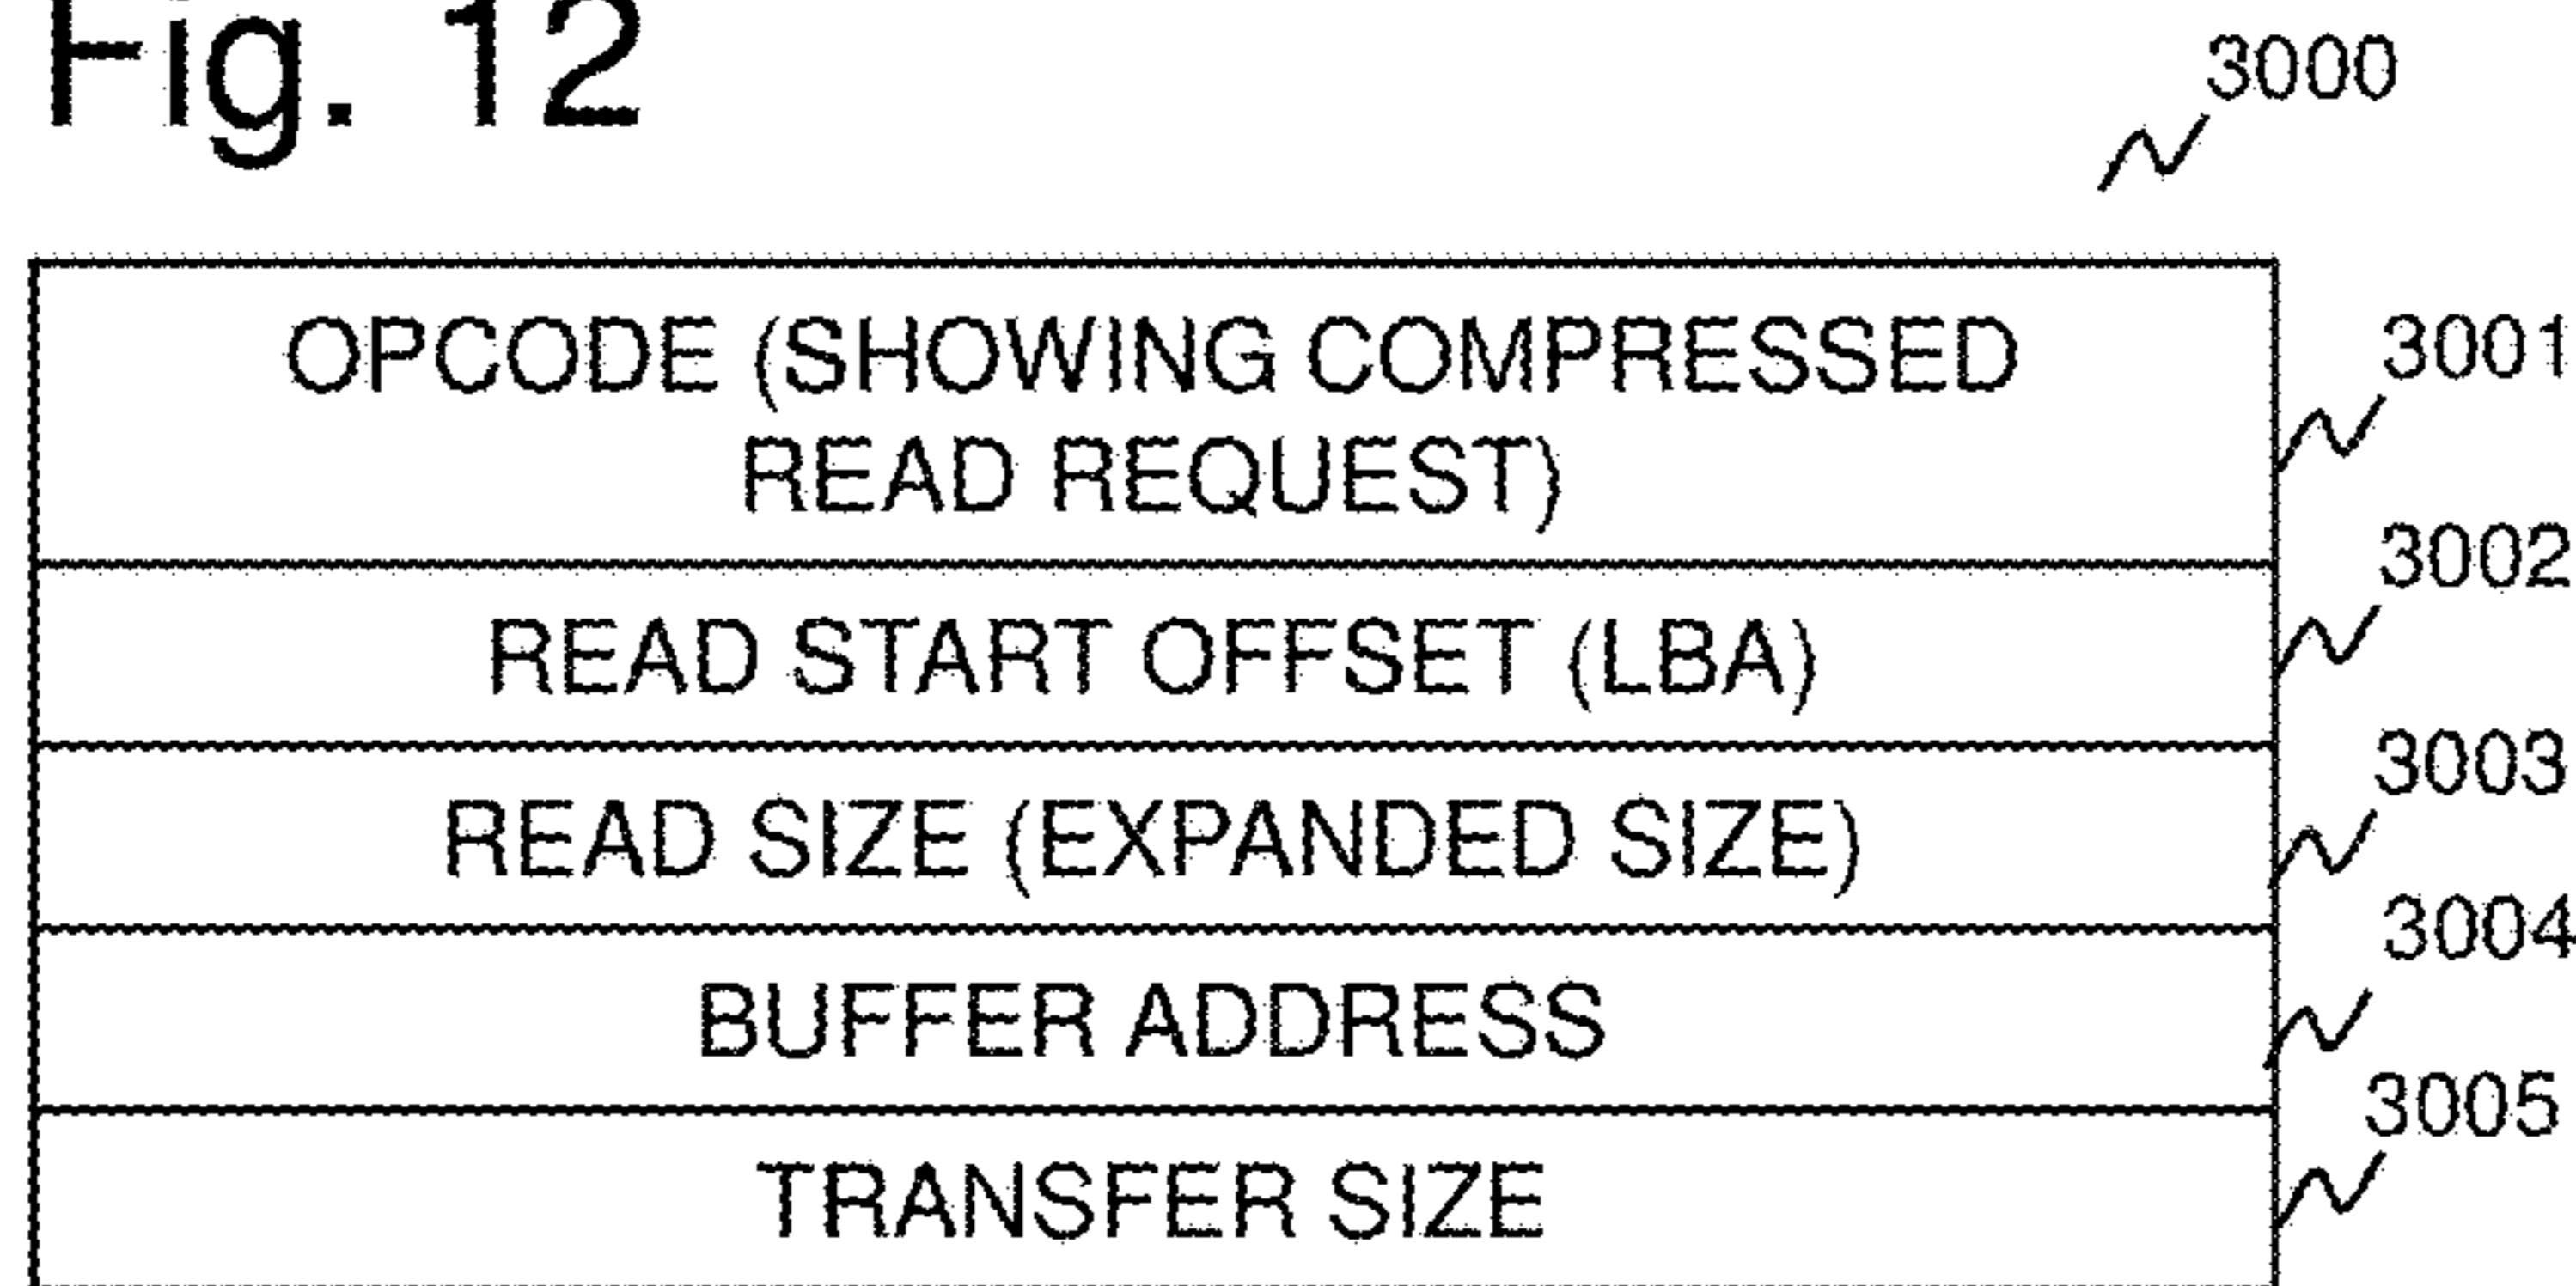 Fig. 12
3000
OPCODE (SHOWING COMPRESSED
READ REQUEST)
3001
READ START OFFSET (LBA)
3002
READ SIZE (EXPANDED SIZE)
3003
BUFFER ADDRESS
3004
TRANSFER SIZE
3005